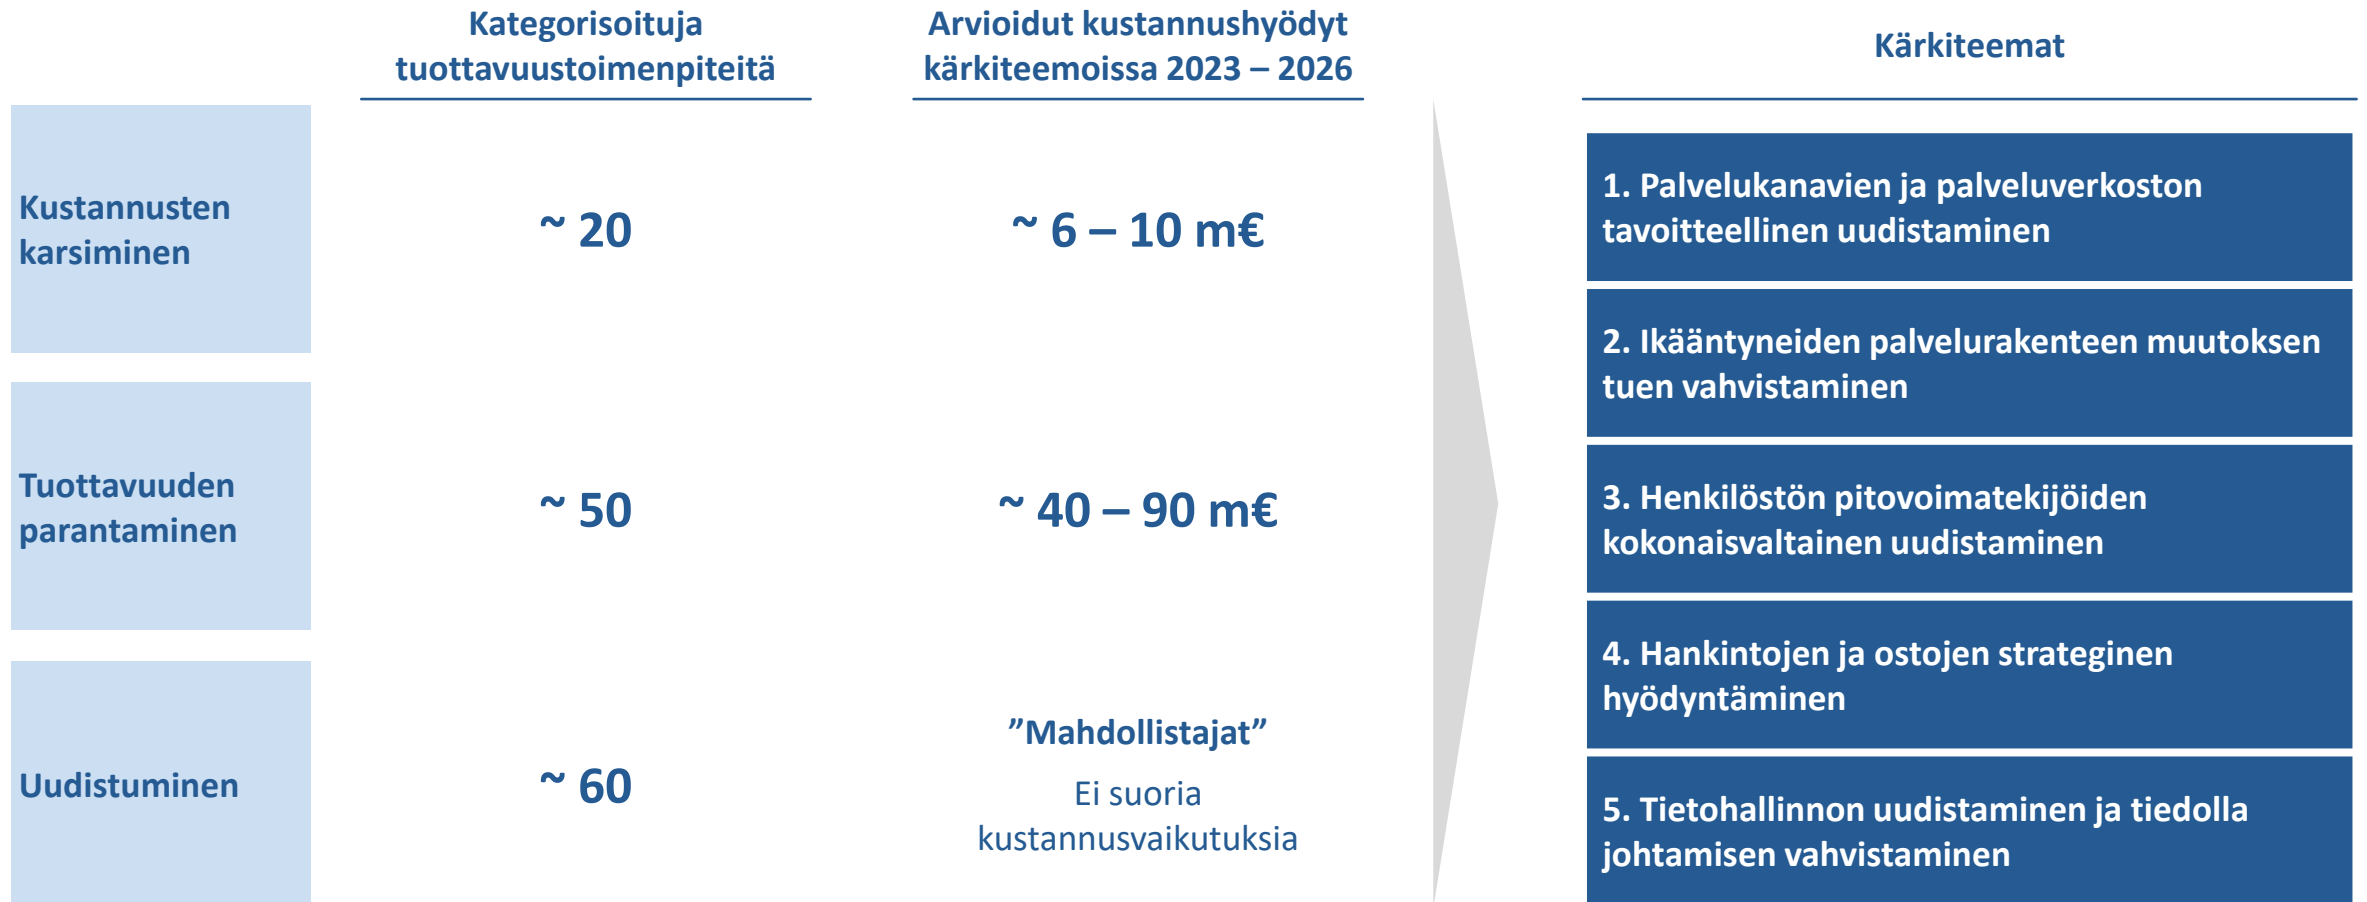 Kategorisoituja
tuottavuustoimenpiteitä
Arvioidut kustannushyödyt
kärkiteemoissa 2023 – 2026
Kärkiteemat
Kustannusten
karsiminen
~ 20
~ 6 – 10 m€
Tuottavuuden
parantaminen
~ 50
~ 40 – 90 m€
Uudistuminen
~ 60
”Mahdollistajat”
Ei suoria
kustannusvaikutuksia
1. Palvelukanavien ja palveluverkoston
tavoitteellinen uudistaminen
2. Ikääntyneiden palvelurakenteen muutoksen
tuen vahvistaminen
3. Henkilöstön pitovoimatekijöiden
kokonaisvaltainen uudistaminen
4. Hankintojen ja ostojen strateginen
hyödyntäminen
5. Tietohallinnon uudistaminen ja tiedolla
johtamisen vahvistaminen